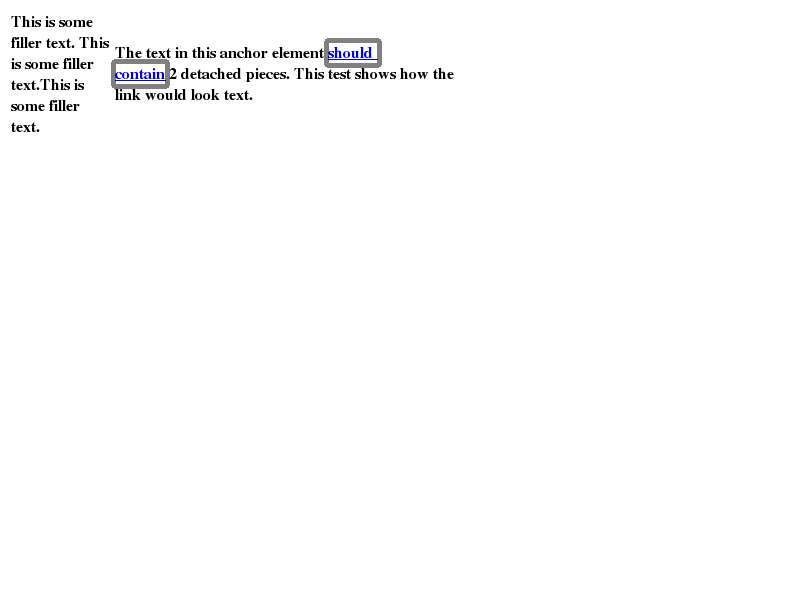 This is some
filler text. This
is some filler
text.This is
some filler
text.
The text in this anchor element should
contain 2 detached pieces. This test shows how the
link would look text.